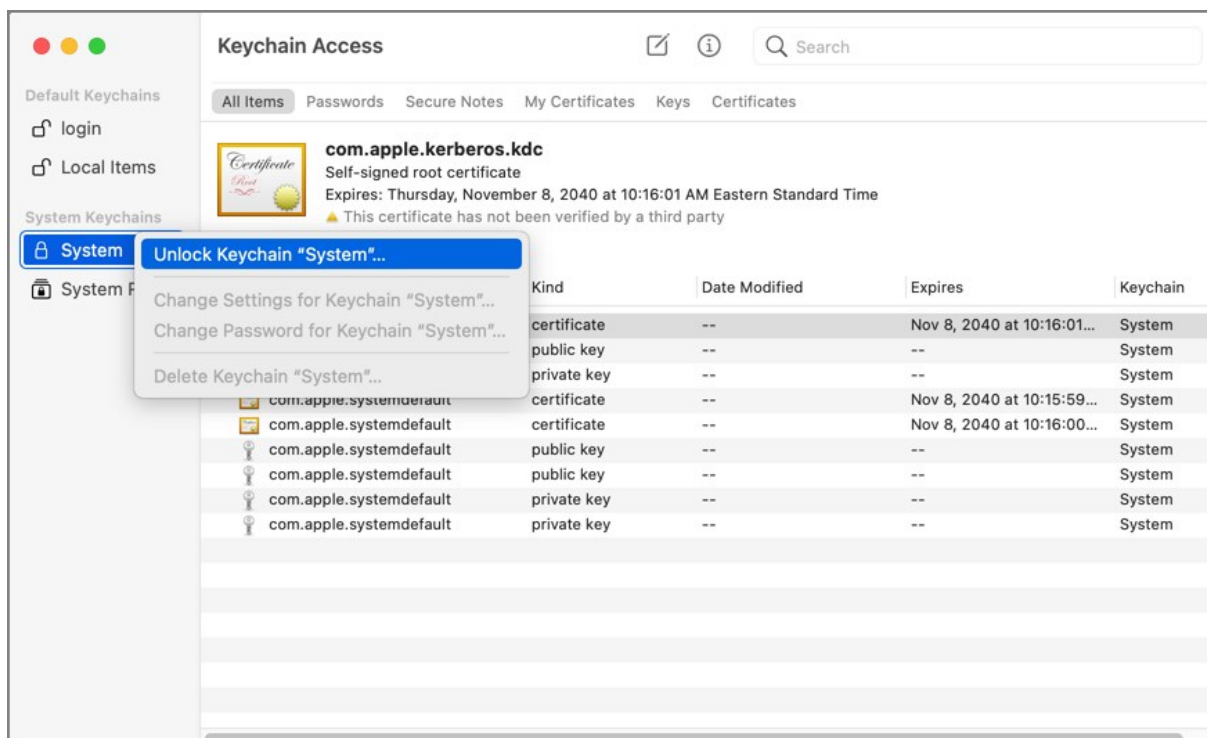 Keychain Access
Search
Default Keychains
login
Local Items
System Keychains
System
System
All Items Passwords Secure Notes My Certificates Keys Certificates
Certificate
Root
com.apple.kerberos.kdc
Self-signed root certificate
Expires: Thursday, November 8, 2040 at 10:16:01 AM Eastern Standard Time
This certificate has not been verified by a third party
Unlock Keychain “System”...
Change Settings for Keychain “System”...
Change Password for Keychain “System”...
Delete Keychain “System”...
Kind Date Modified Expires Keychain
certificate -- Nov 8, 2040 at 10:16:01... System
public key -- -- System
private key -- -- System
com.apple.systemdefault certificate -- Nov 8, 2040 at 10:15:59... System
com.apple.systemdefault certificate -- Nov 8, 2040 at 10:16:00... System
com.apple.systemdefault public key -- -- System
com.apple.systemdefault public key -- -- System
com.apple.systemdefault private key -- -- System
com.apple.systemdefault private key -- -- System